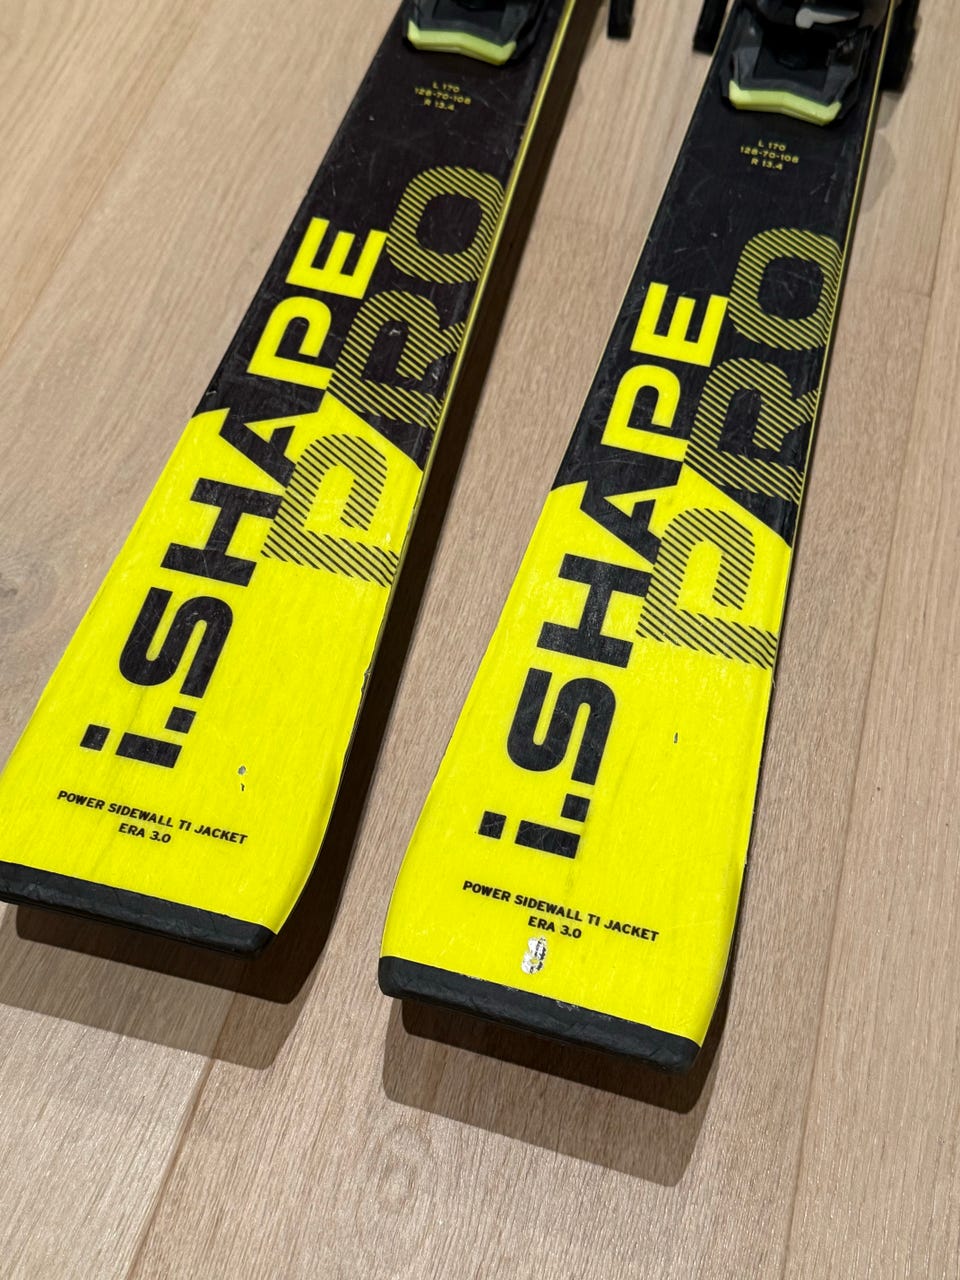 L 170
128-70-108
R 13.4
i.SHAPE
PRO
POWER SIDEWALL TI JACKET
ERA 3.0
L 170
128-70-108
R 13.4
i.SHAPE
PRO
POWER SIDEWALL TI JACKET
ERA 3.0